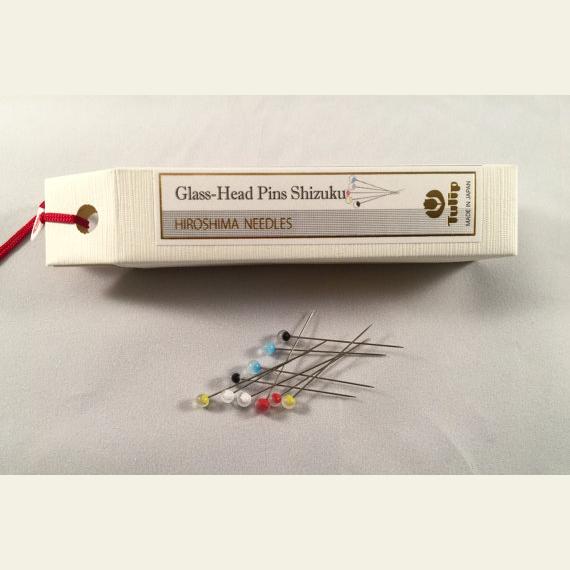 Glass-Head Pins Shizuku
HIROSHIMA NEEDLES
Tulip
MADE IN JAPAN